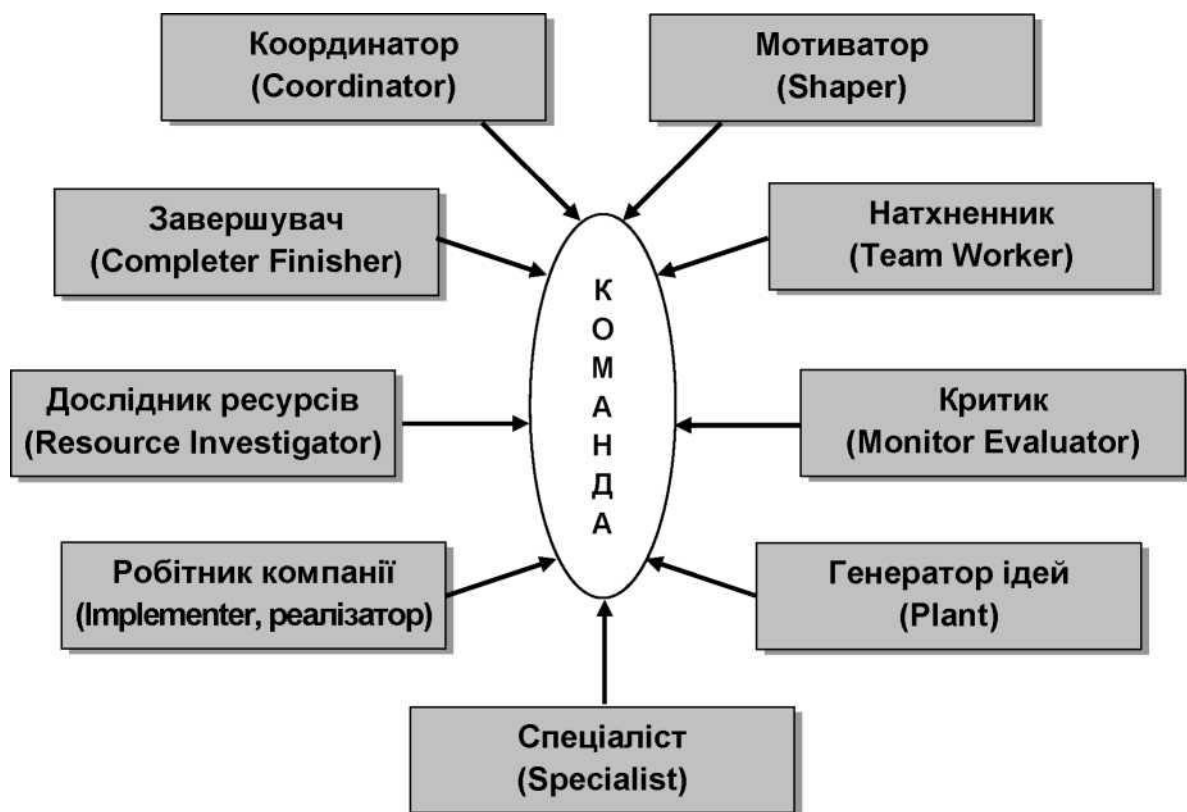 Координатор
(Coordinator)
Мотиватор
(Shaper)
Завершувач
(Completer Finisher)
Натхненник
(Team Worker)
КОМАНДА
Дослідник ресурсів
(Resource Investigator)
Критик
(Monitor Evaluator)
Робітник компанії
(Implementer, реалізатор)
Генератор ідей
(Plant)
Спеціаліст
(Specialist)